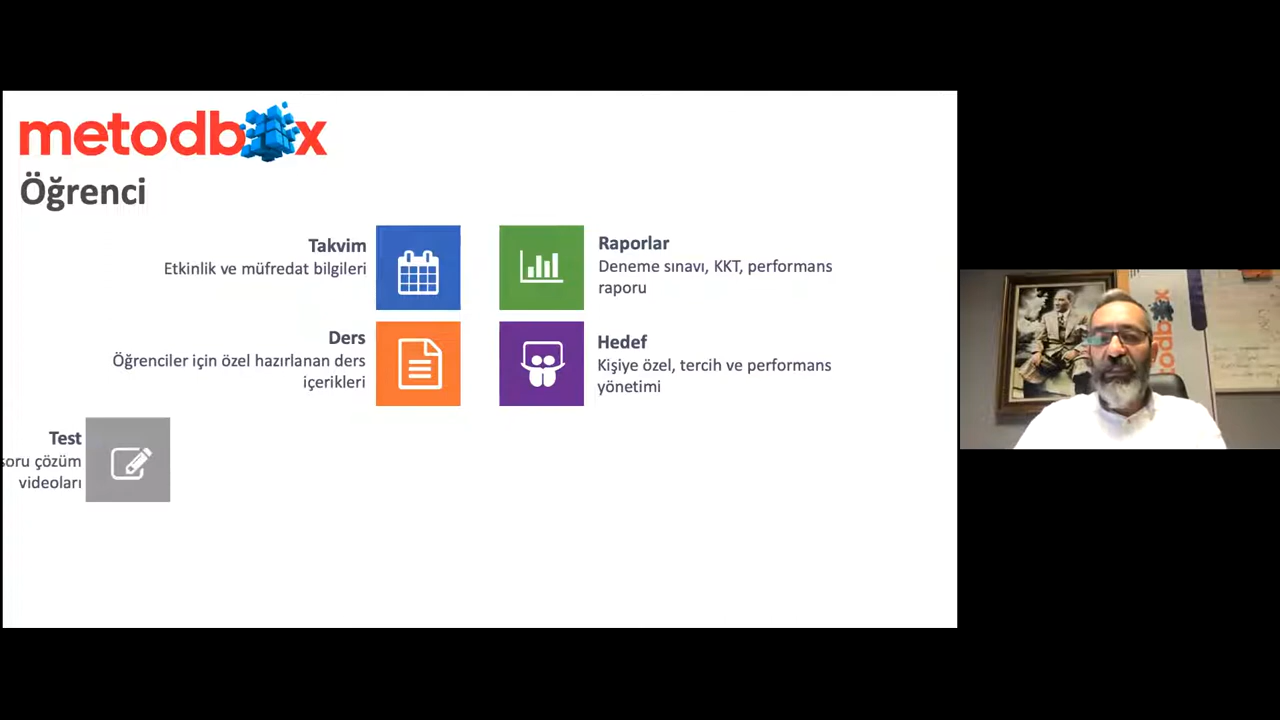 metodbox
Öğrenci
Takvim
Etkinlik ve müfredat bilgileri
Raporlar
Deneme sınavı, KKT, performans
raporu
Ders
Öğrenciler için özel hazırlanan ders
içerikleri
Hedef
Kişiye özel, tercih ve performans
yönetimi
Test
soru çözüm
videoları